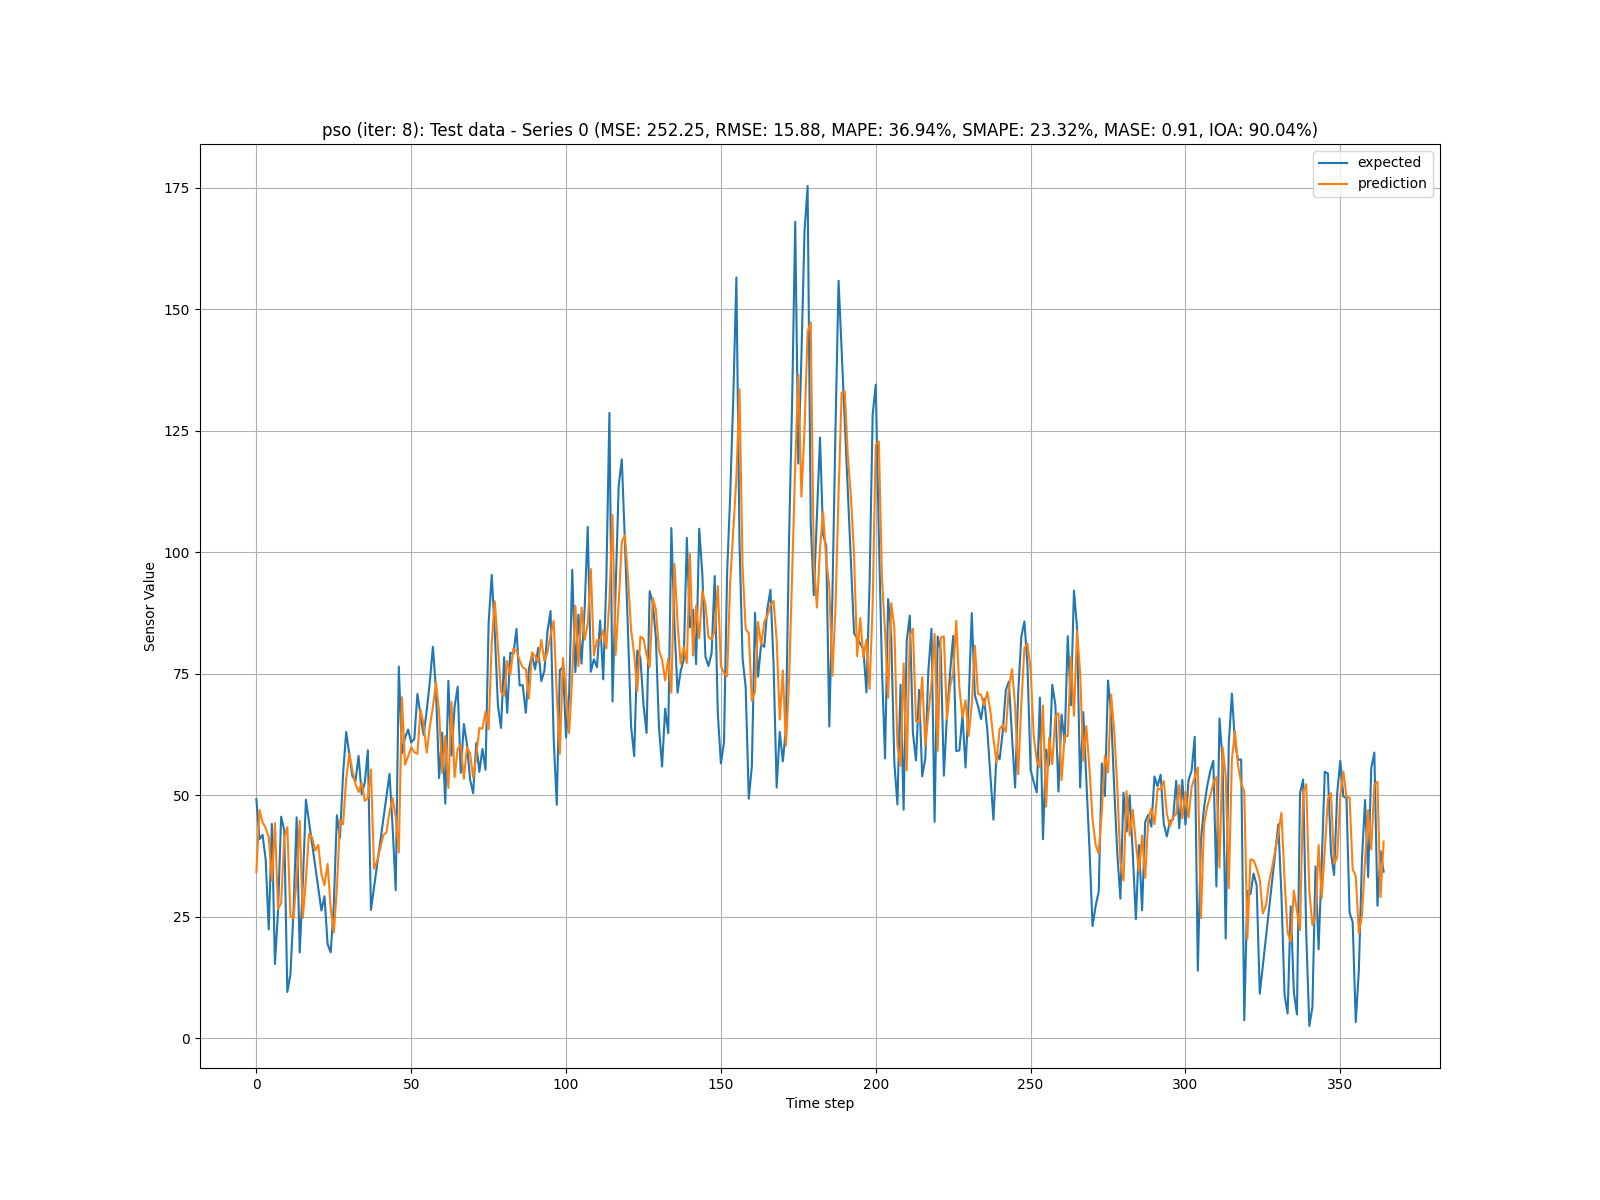 pso (iter: 8): Test data - Series 0 (MSE: 252.25, RMSE: 15.88, MAPE: 36.94%, SMAPE: 23.32%, MASE: 0.91, IOA: 90.04%)
expected
prediction
175
150
125
100
75
50
25
0
Sensor Value
0 50 100 150 200 250 300 350
Time step